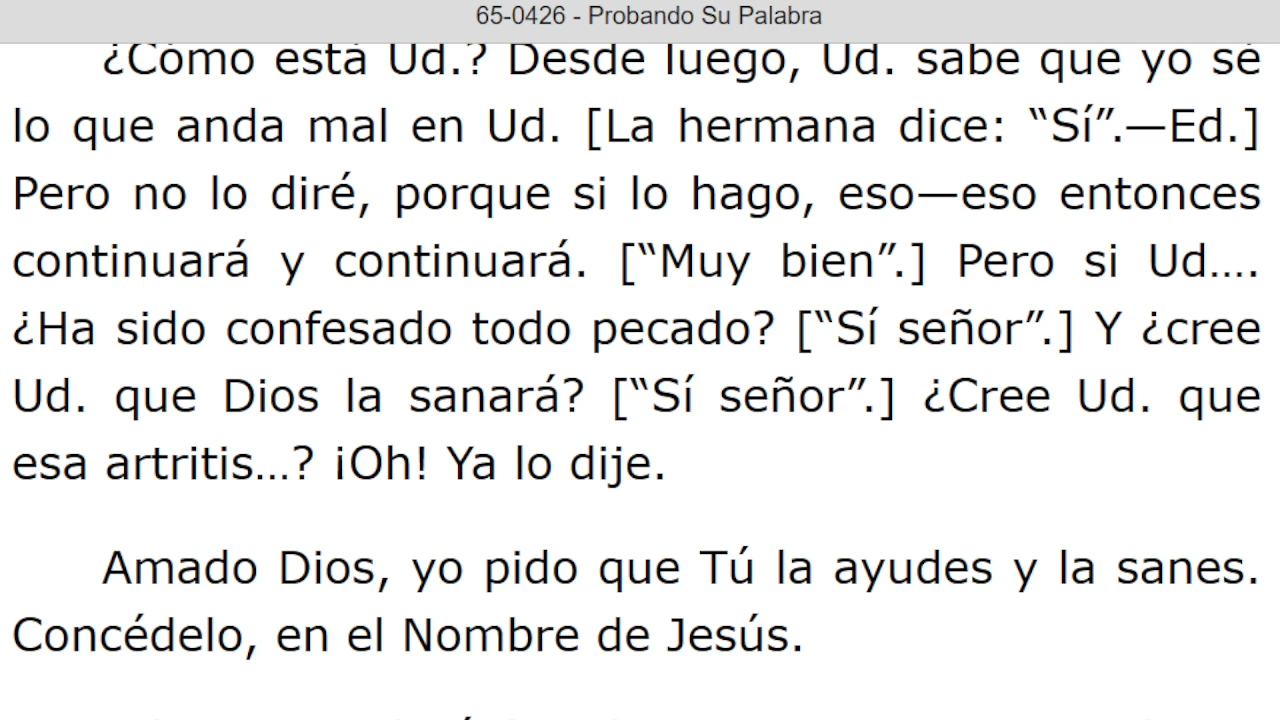 65-0426 - Probando Su Palabra
¿Cómo está Ud.? Desde luego, Ud. sabe que yo sé
lo que anda mal en Ud. [La hermana dice: “Sí”.—Ed.]
Pero no lo diré, porque si lo hago, eso—eso entonces
continuará y continuará. [“Muy bien”.] Pero si Ud....
¿Ha sido confesado todo pecado? [“Sí señor”.] Y ¿cree
Ud. que Dios la sanará? [“Sí señor”.] ¿Cree Ud. que
esa artritis...? ¡Oh! Ya lo dije.
Amado Dios, yo pido que Tú la ayudes y la sanes.
Concédelo, en el Nombre de Jesús.